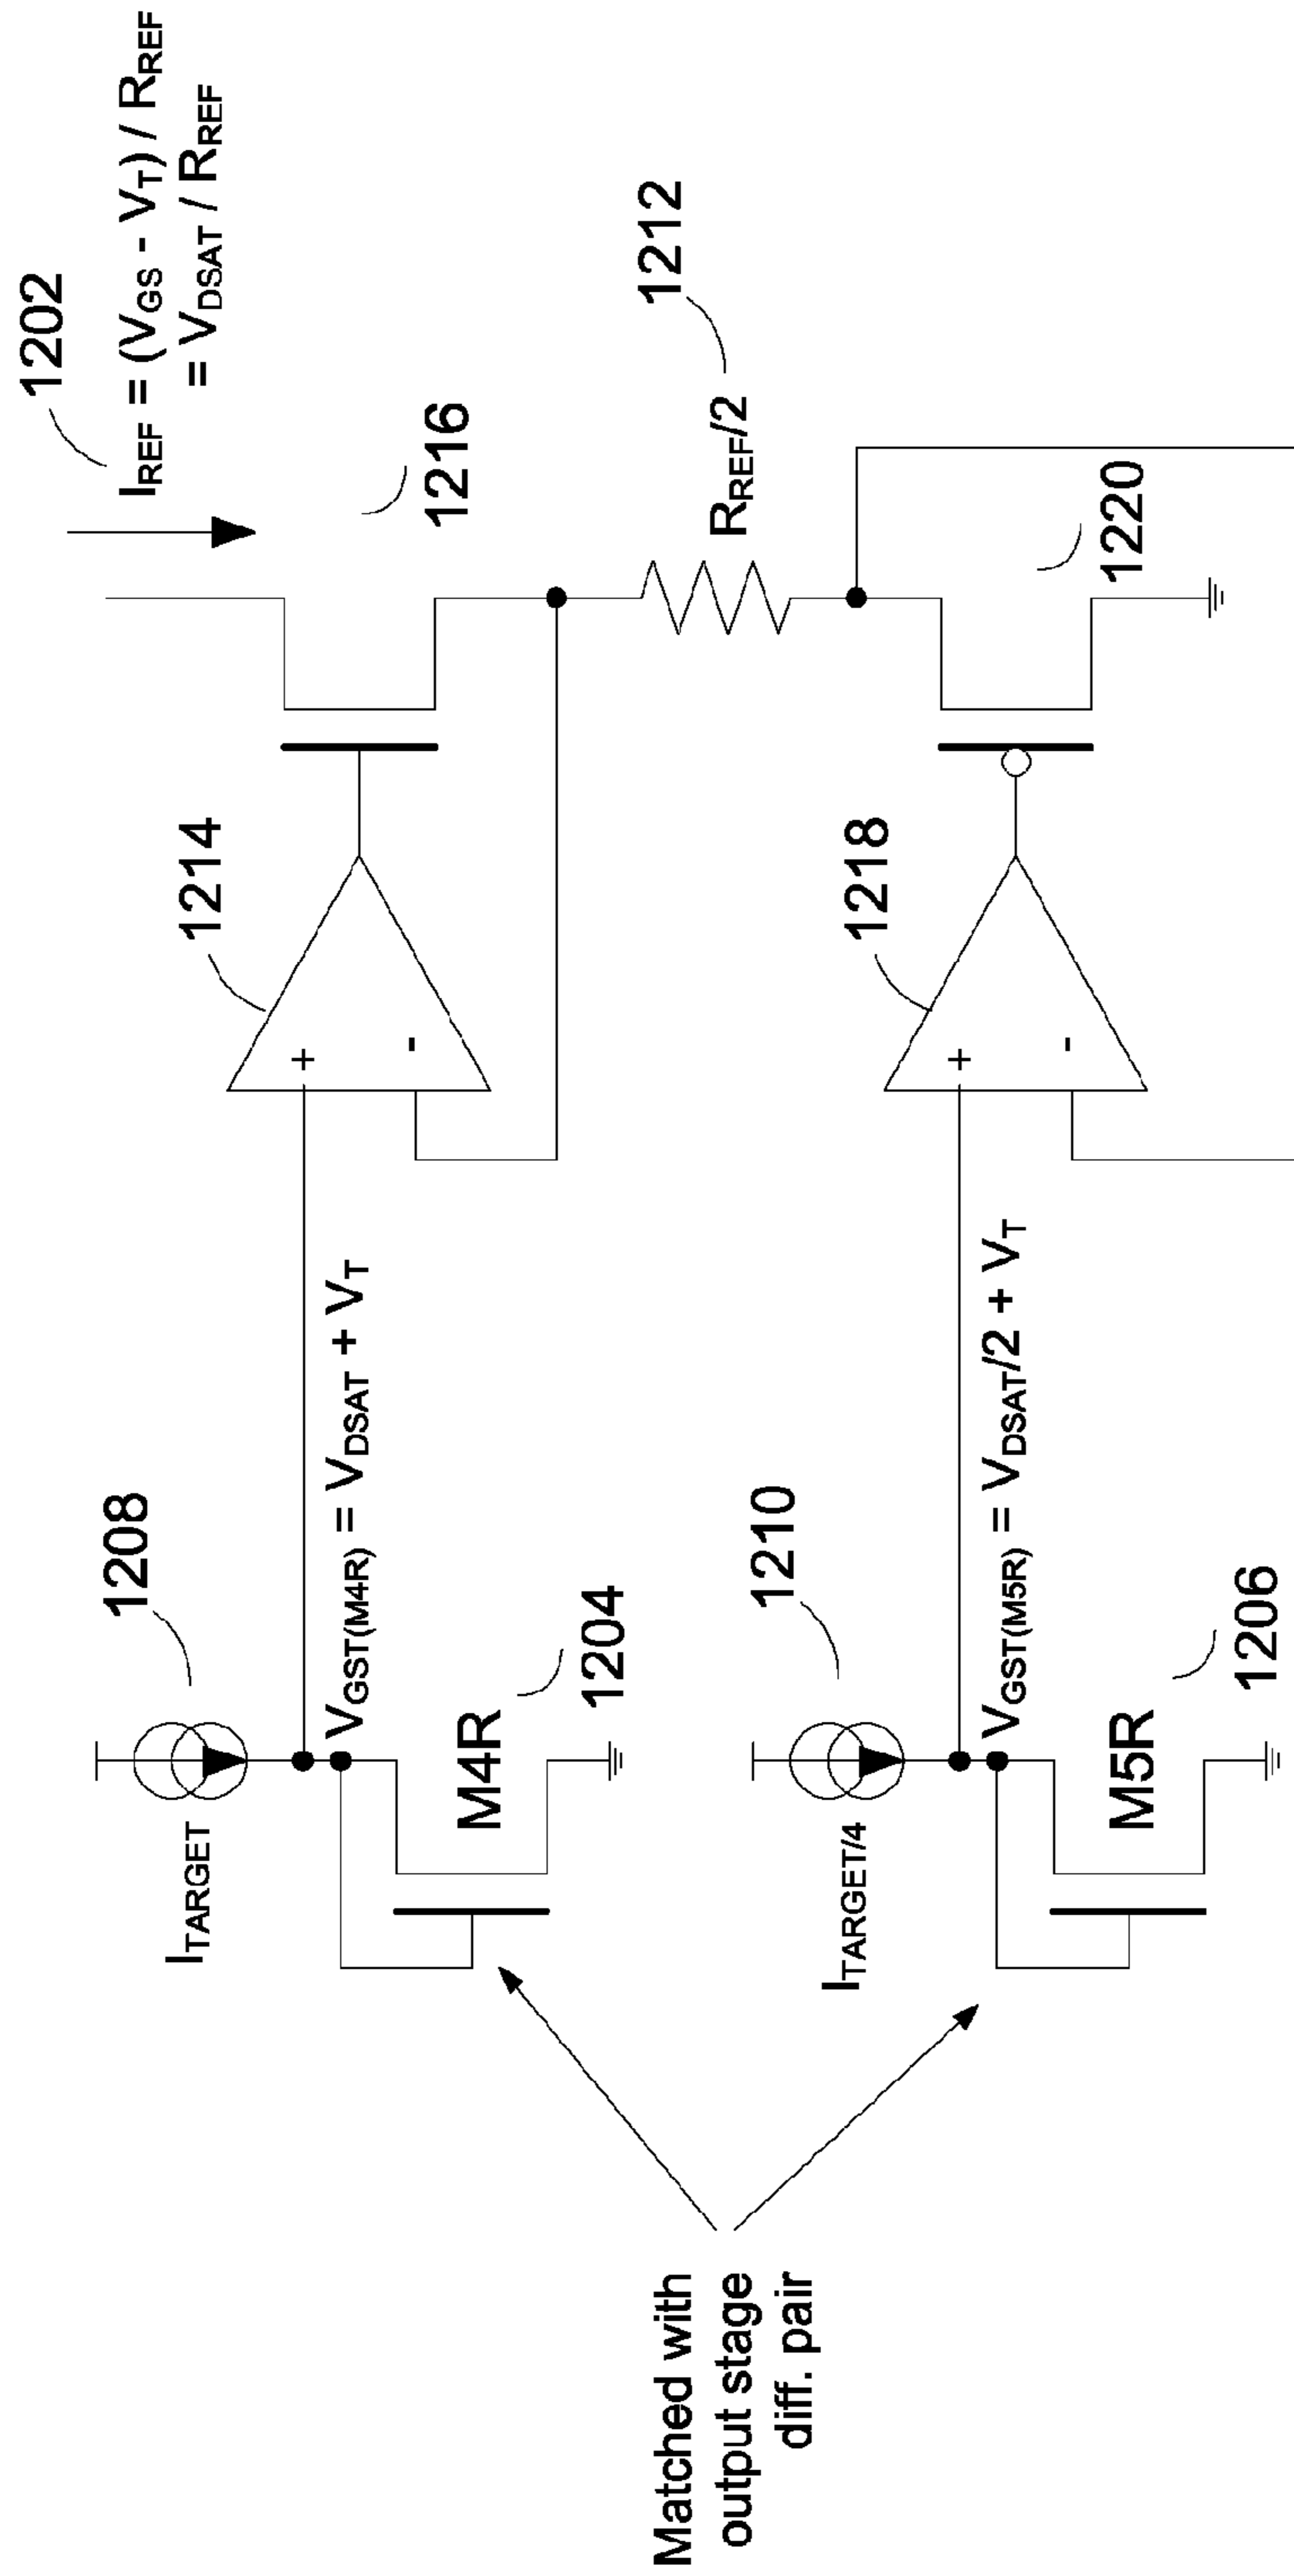 1202
I_REF = (V_GS - V_T) / R_REF
= V_DSAT / R_REF
1208
I_TARGET
V_GST(M4R) = V_DSAT + V_T
M4R
1204
1214
+
-
1216
R_REF/2
1212
1210
I_TARGET/4
V_GST(M5R) = V_DSAT/2 + V_T
M5R
1206
1218
+
-
1220
Matched with
output stage
diff. pair